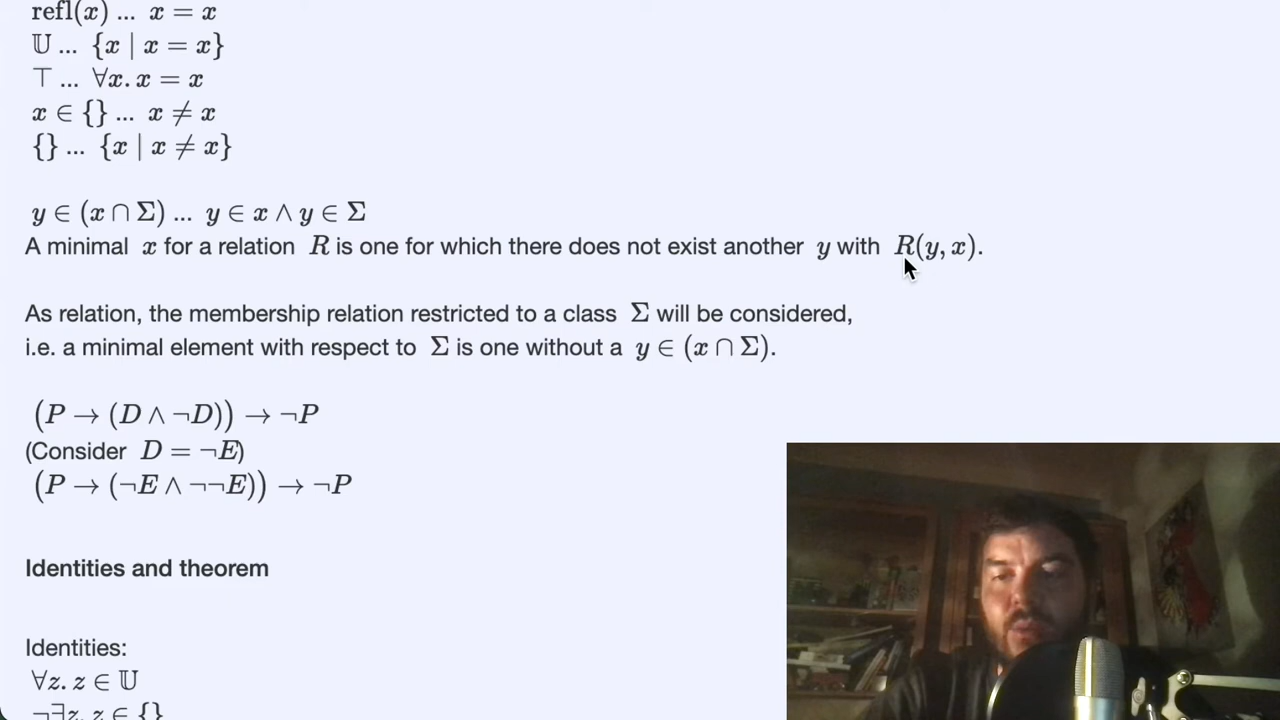 refl(x) ... x = x
𝕌 ... {x | x = x}
⊤ ... ∀x. x = x
x ∈ {} ... x ≠ x
{} ... {x | x ≠ x}
y ∈ (x ∩ Σ) ... y ∈ x ∧ y ∈ Σ
A minimal x for a relation R is one for which there does not exist another y with R(y, x).
As relation, the membership relation restricted to a class Σ will be considered,
i.e. a minimal element with respect to Σ is one without a y ∈ (x ∩ Σ).
(P → (D ∧ ¬D)) → ¬P
(Consider D = ¬E)
(P → (¬E ∧ ¬¬E)) → ¬P
Identities and theorem
Identities:
∀z. z ∈ 𝕌
¬∃z. z ∈ {}